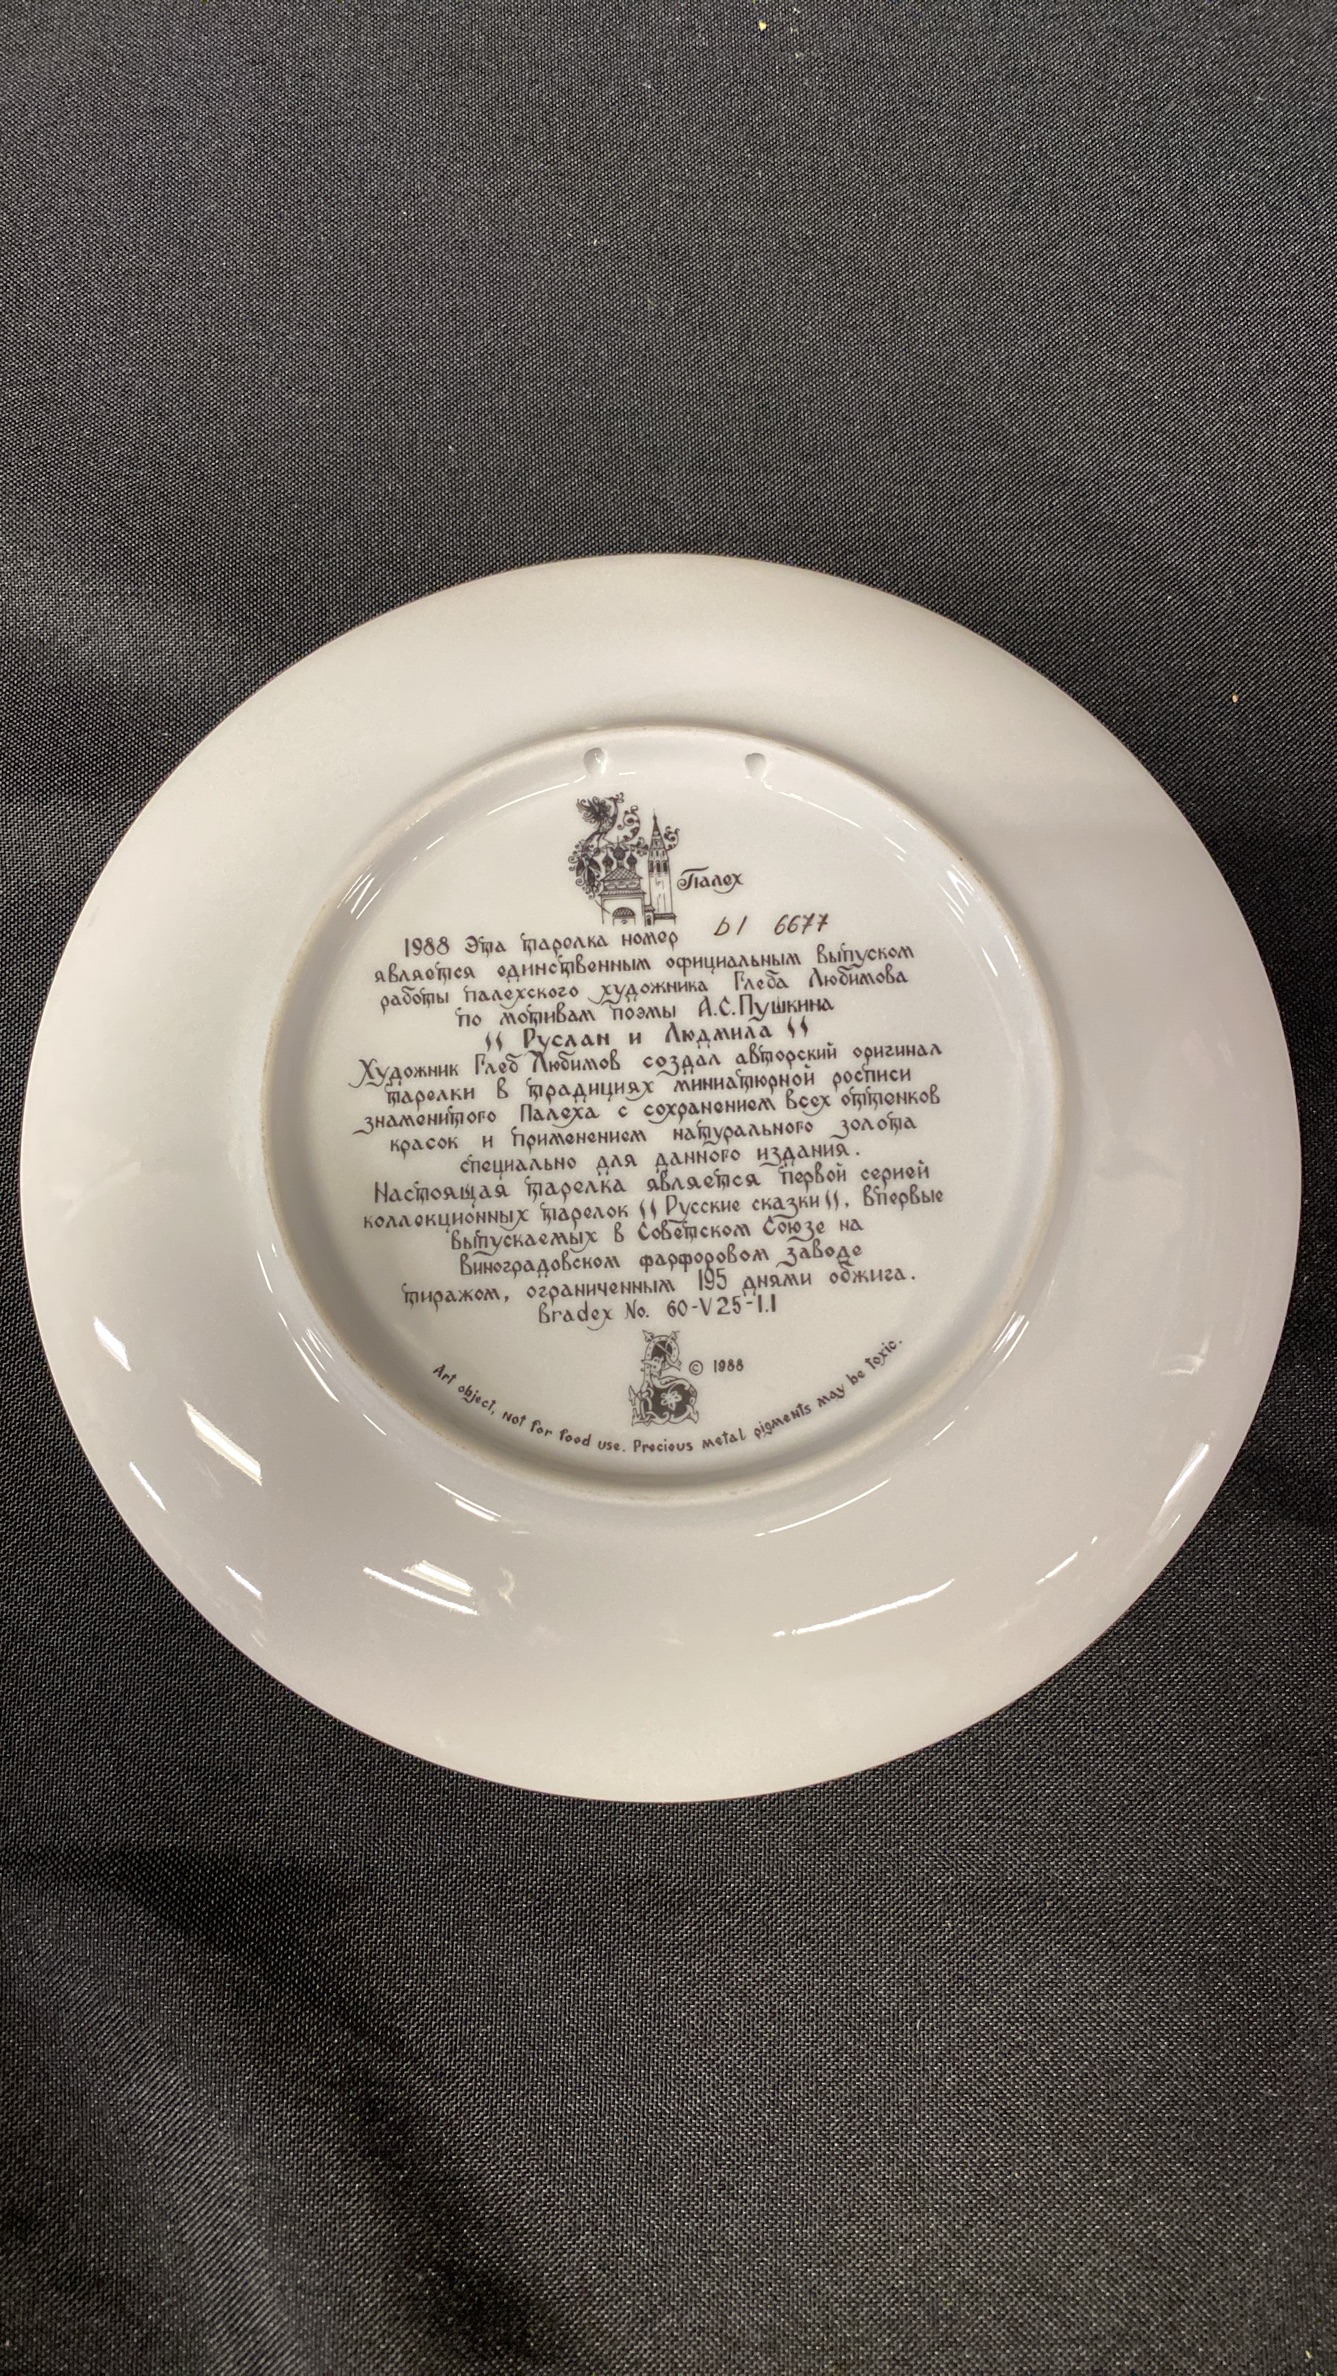 Палех
1988 Эта тарелка номер b1 6677
является единственным официальным выпуском
работы палехского художника Глеба Любимова
по мотивам поэмы А.С.Пушкина
"Руслан и Людмила"
Художник Глеб Любимов создал авторский оригинал
тарелки в традициях миниатюрной росписи
знаменитого Палеха с сохранением всех оттенков
красок и применением натурального золота
специально для данного издания.
Настоящая тарелка является первой серией
коллекционных тарелок "Русские сказки", впервые
выпускаемых в Советском Союзе на
Виноградовском фарфоровом заводе
тиражом, ограниченным 195 днями обжига.
Bradex No. 60-V25-1.1
© 1988
Art object, Not for food use. Precious metal pigments may be toxic.